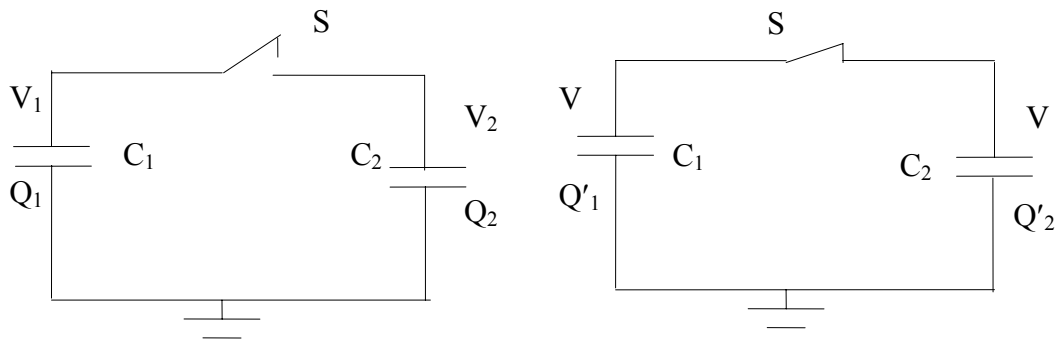 S
V₁
V₂
C₁
C₂
Q₁
Q₂
S
V
V
C₁
C₂
Q′₁
Q′₂